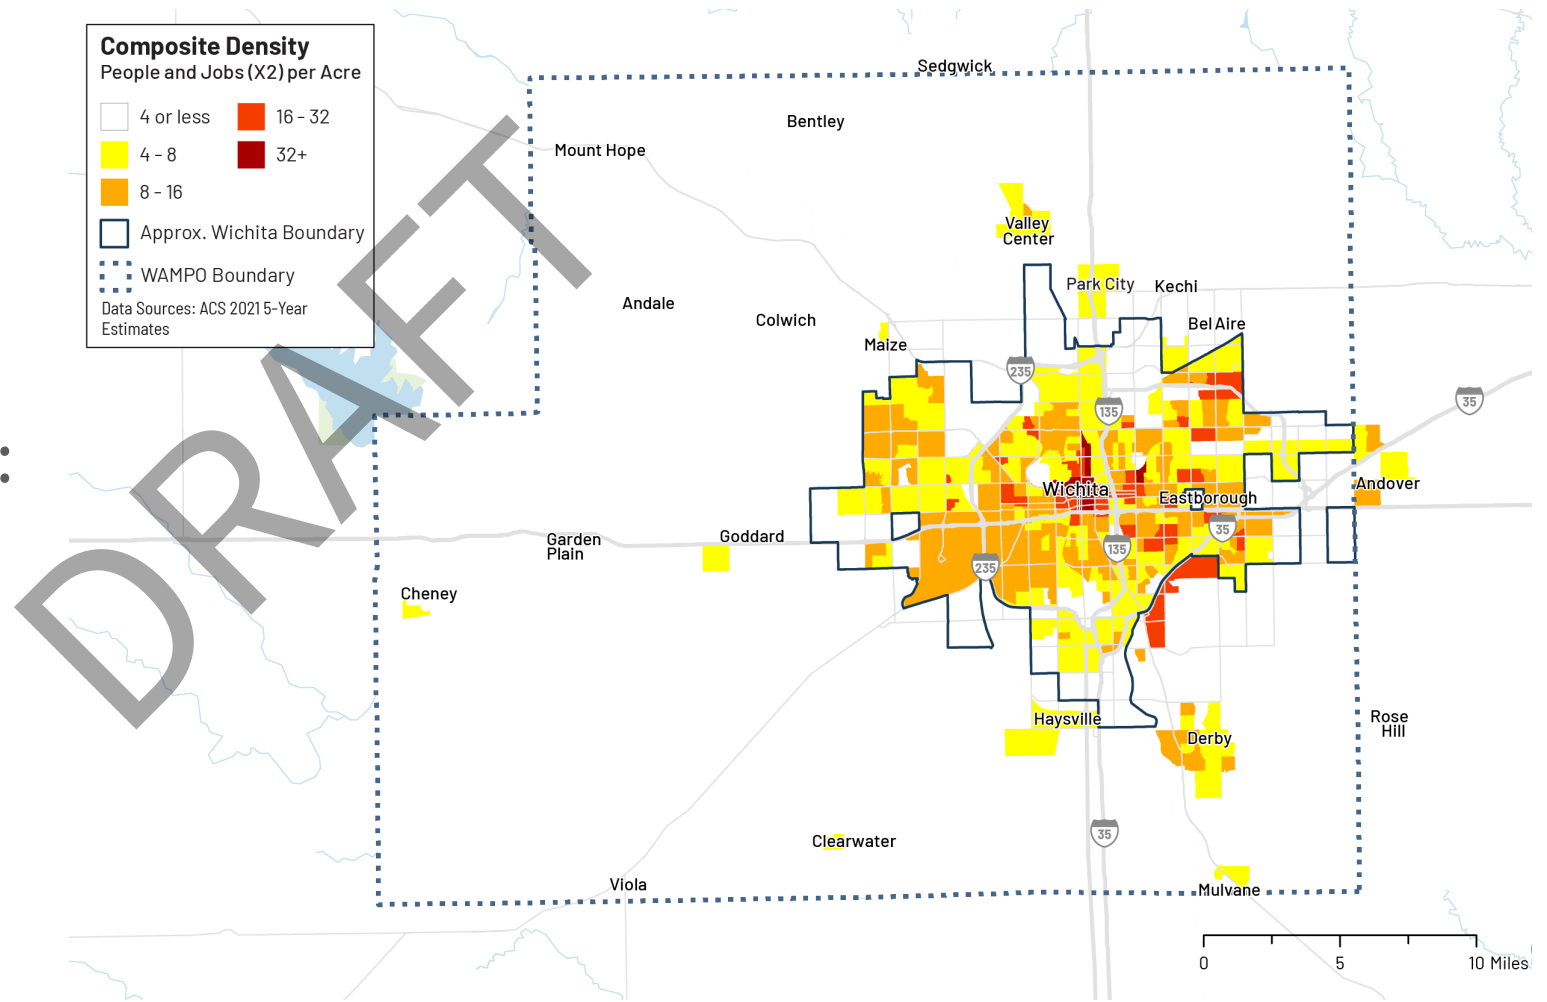 Composite Density
People and Jobs (X2) per Acre
4 or less
16 - 32
4 - 8
32+
8 - 16
Approx. Wichita Boundary
WAMPO Boundary
Data Sources: ACS 2021 5-Year
Estimates
DRAFT
Sedgwick
Bentley
Mount Hope
Valley
Center
Park City
Kechi
Andale
Colwich
Bel Aire
Maize
235
135
35
Wichita
Eastborough
Andover
Goddard
Garden
Plain
35
135
235
Cheney
Haysville
Rose
Hill
Derby
35
Clearwater
Viola
Mulvane
0
5
10 Miles